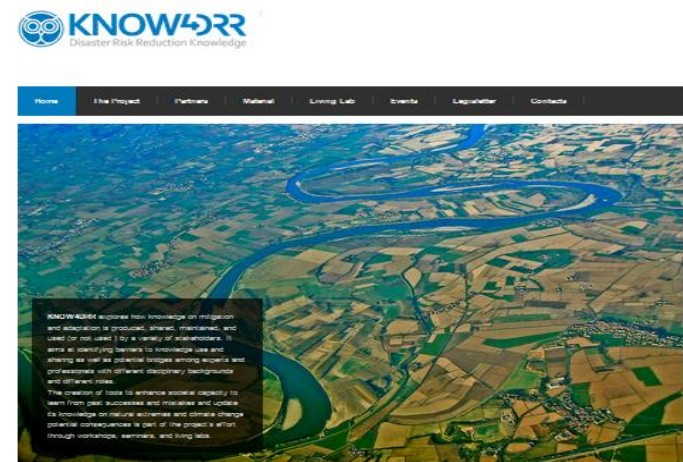 KNOW4DRR
Disaster Risk Reduction Knowledge
Home The Project Partners Material Living Lab Events Legisletter Contacts
KNOW4DRR explores how knowledge on mitigation
and adaptation is produced, shared, maintained, and
used (or not used ) by a variety of stakeholders. It
aims at identifying barriers to knowledge use and
sharing as well as potential bridges among experts and
professionals with different disciplinary backgrounds
and different roles.
The creation of tools to enhance societal capacity to
learn from past successes and mistakes and update
its knowledge on natural extremes and climate change
potential consequences is part of the project's effort
through workshops, seminars, and living labs.